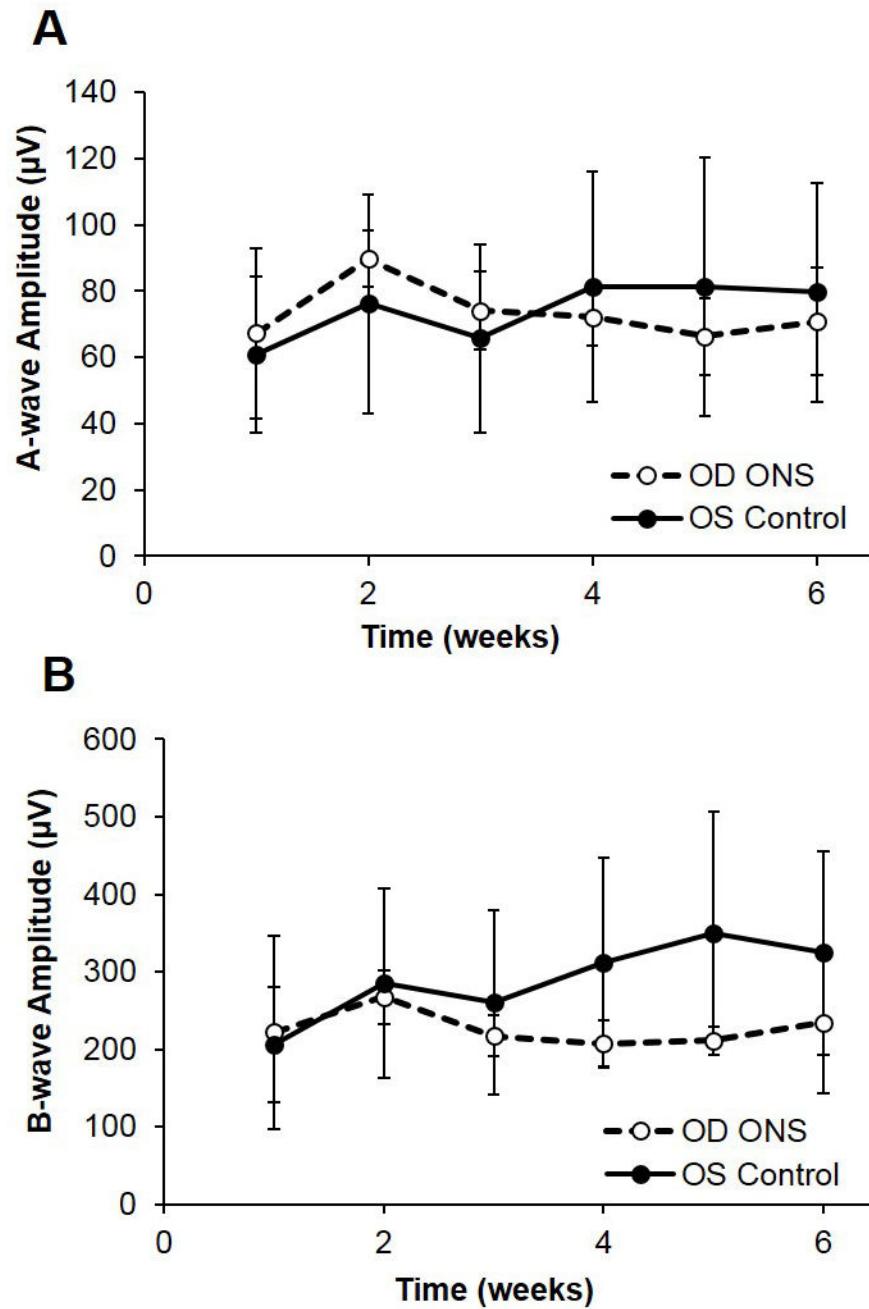 A
140
120
100
80
60
40
20
0
A-wave Amplitude (µV)
OD ONS
OS Control
0 2 4 6
Time (weeks)
B
600
500
400
300
200
100
0
B-wave Amplitude (µV)
OD ONS
OS Control
0 2 4 6
Time (weeks)